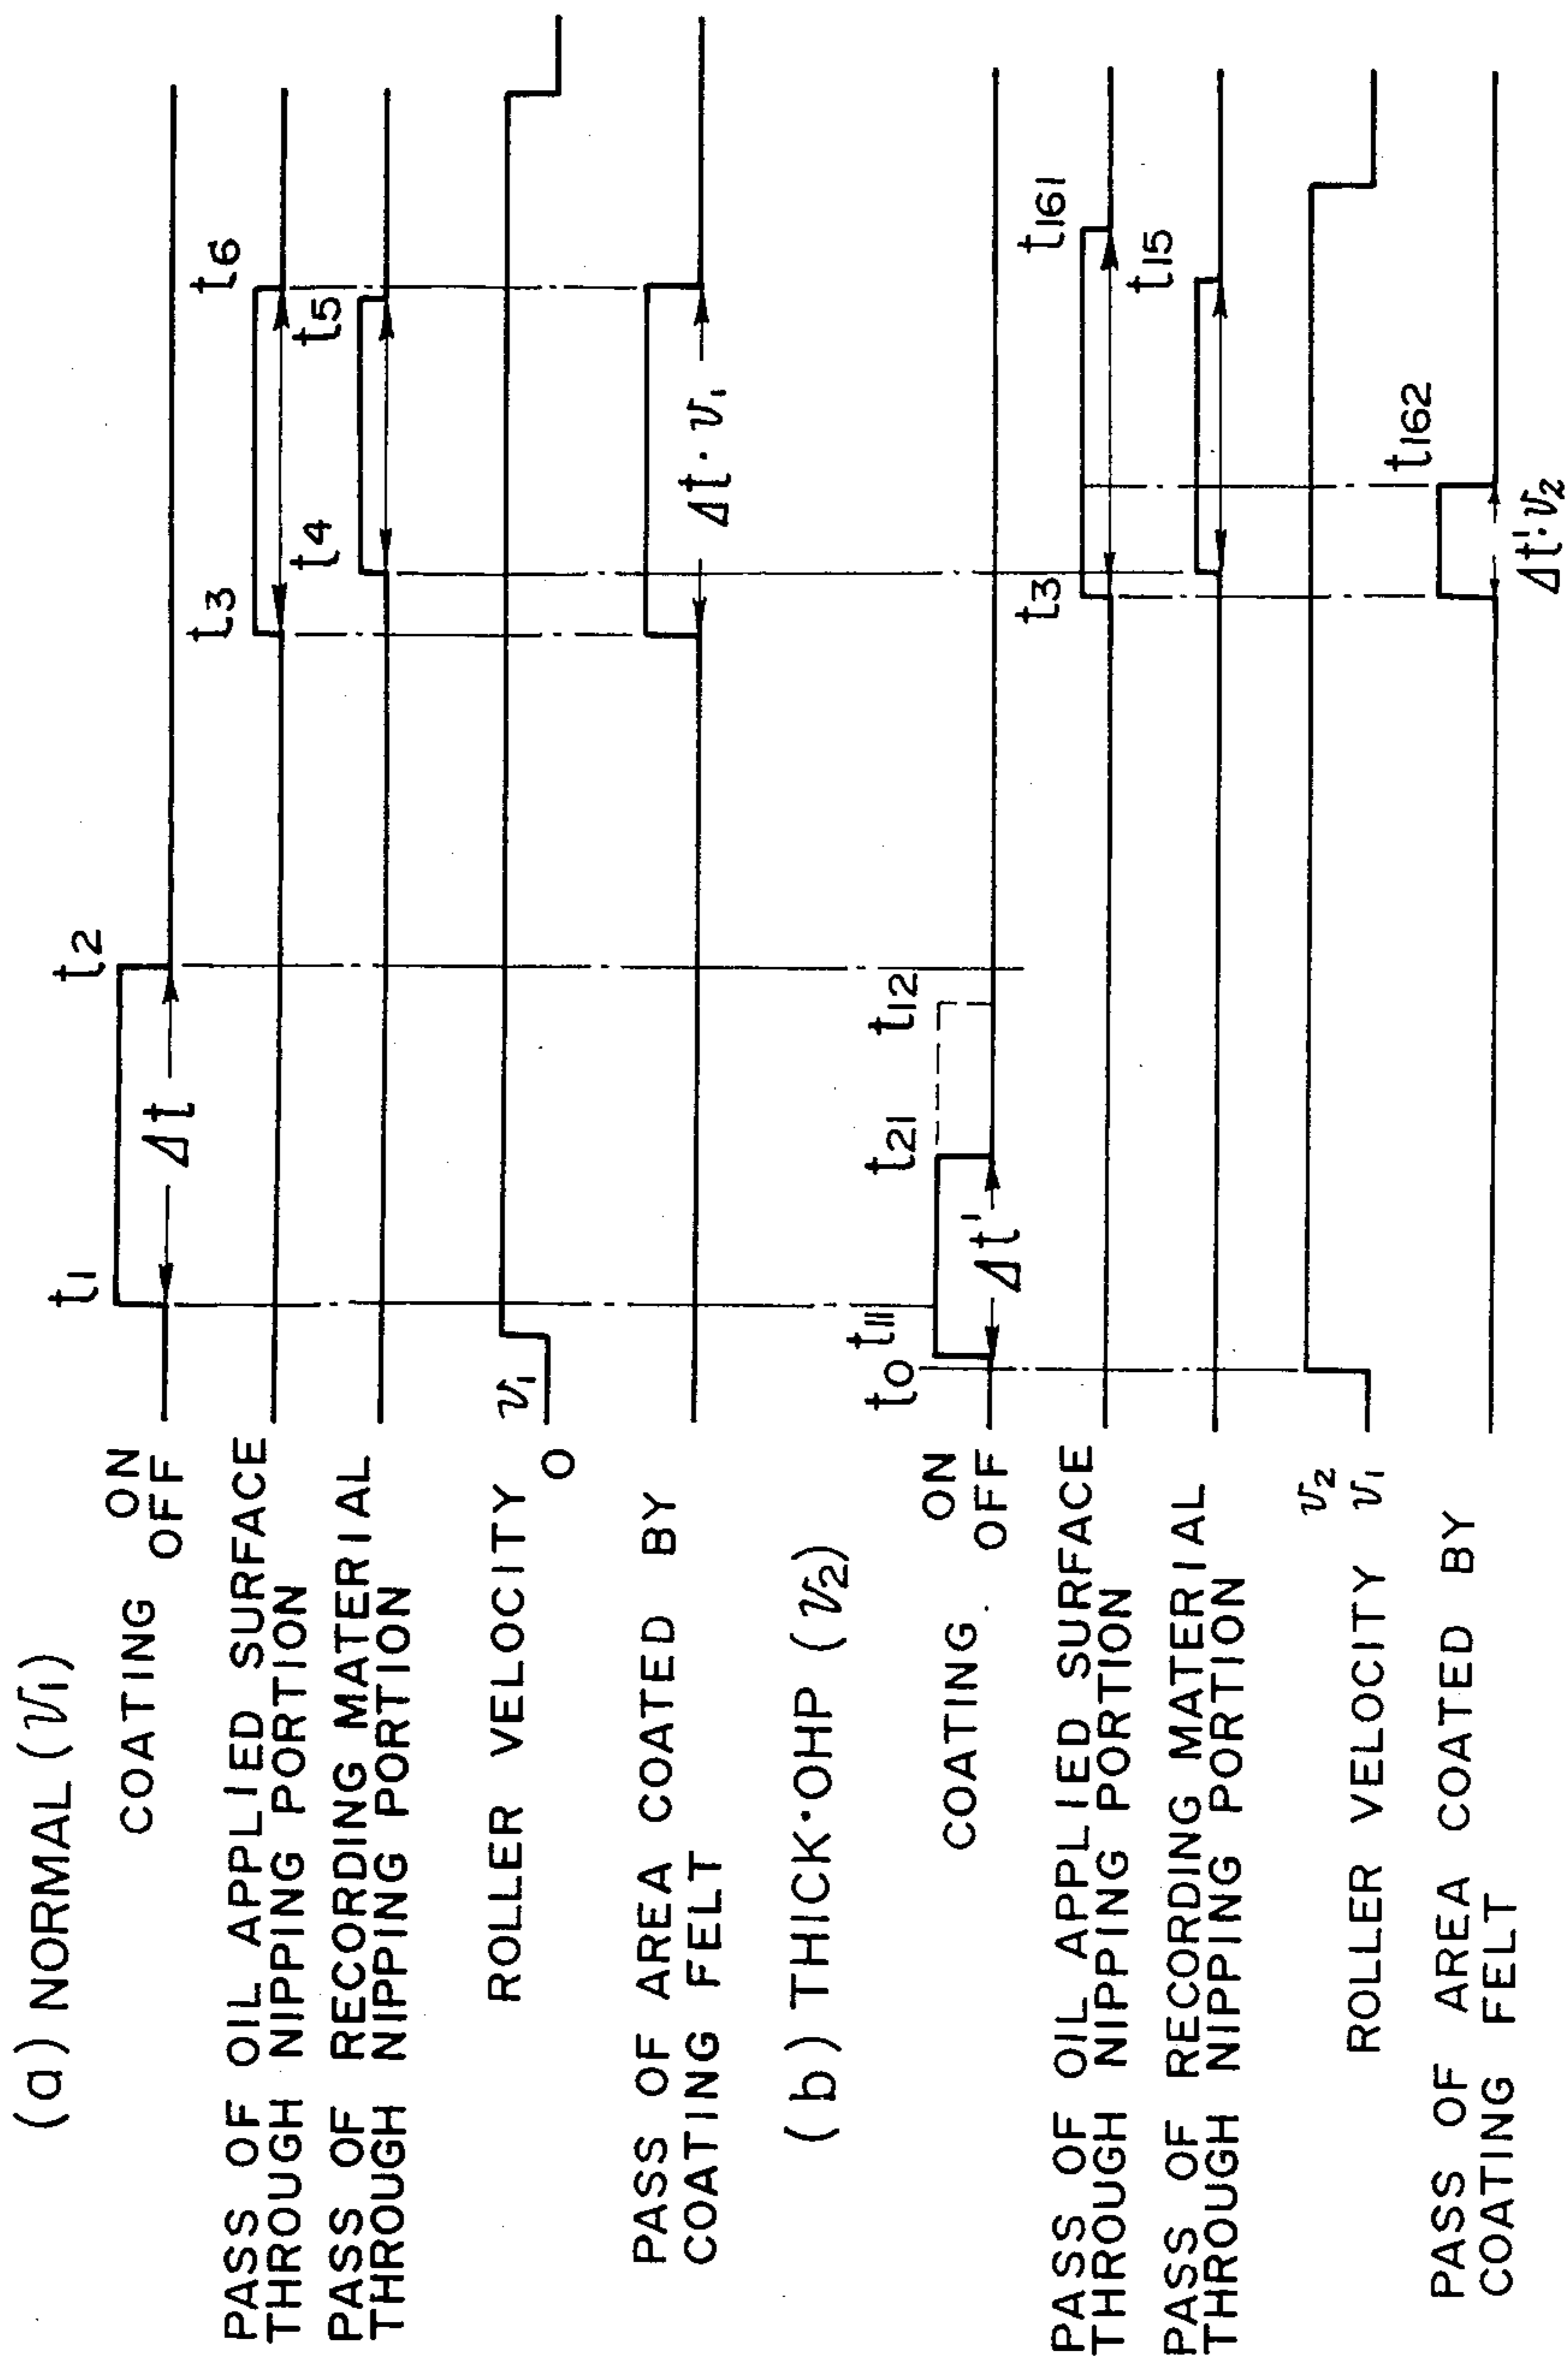 (a) NORMAL (v₁)
COATING
ON
OFF
t₁
t₂
Δt
PASS OF OIL APPLIED SURFACE
THROUGH NIPPING PORTION
t₃
t₆
PASS OF RECORDING MATERIAL
THROUGH NIPPING PORTION
t₄
t₅
ROLLER VELOCITY
v₁
0
PASS OF AREA COATED BY
COATING FELT
Δt・v₁
(b) THICK・OHP (v₂)
COATING
ON
OFF
t₀
t₁₁
t₂₁
t₁₂
Δt'
PASS OF OIL APPLIED SURFACE
THROUGH NIPPING PORTION
t₃
t₁₆₁
PASS OF RECORDING MATERIAL
THROUGH NIPPING PORTION
t₁₅
ROLLER VELOCITY
v₂
v₁
PASS OF AREA COATED BY
COATING FELT
t₁₆₂
Δt'・v₂